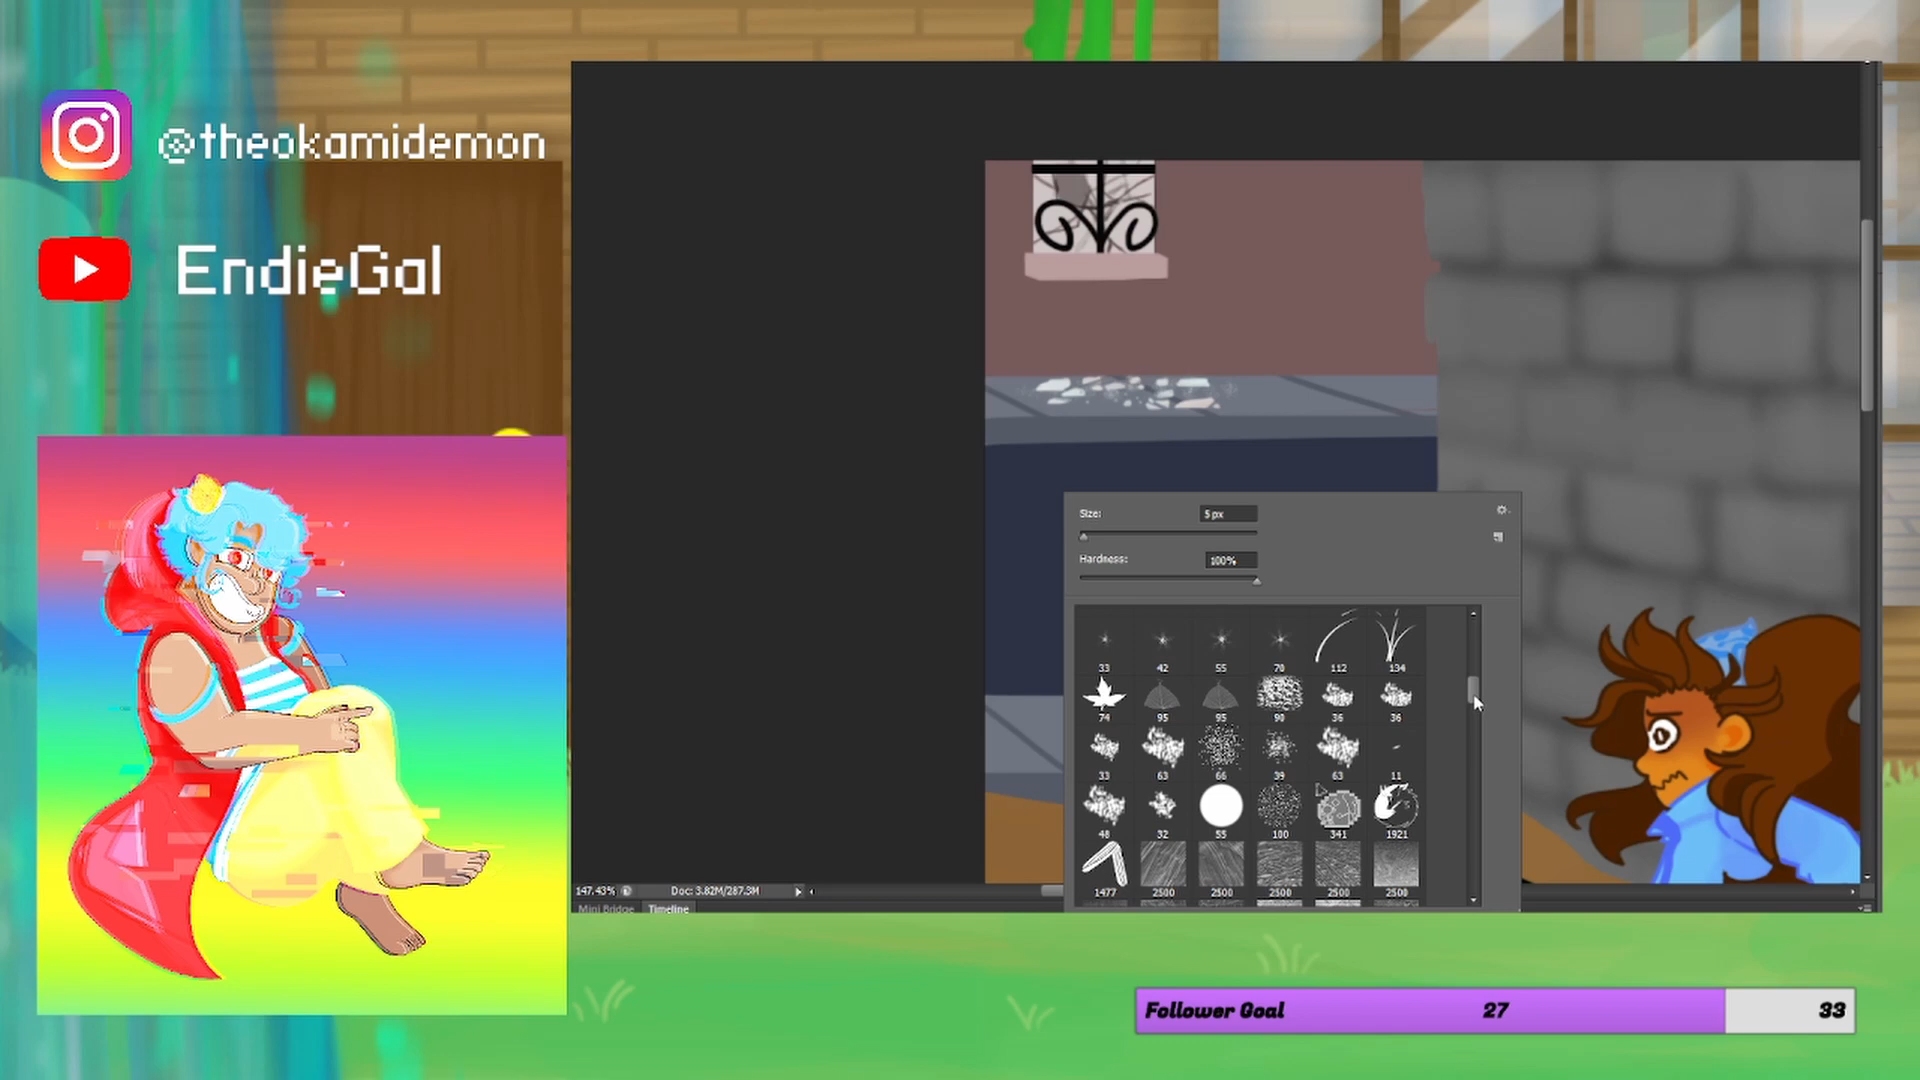 @theokamidemon
EndieGal
Size: 5 px
Hardness: 100%
33 42 55 70 112 134
74 95 95 90 36 36
33 63 66 39 63 11
48 32 55 100 341 1921
1477 2500 2500 2500 2500 2500
147.43% Doc: 3.82M/287.3M
Mini Bridge Timeline
Follower Goal 27 33